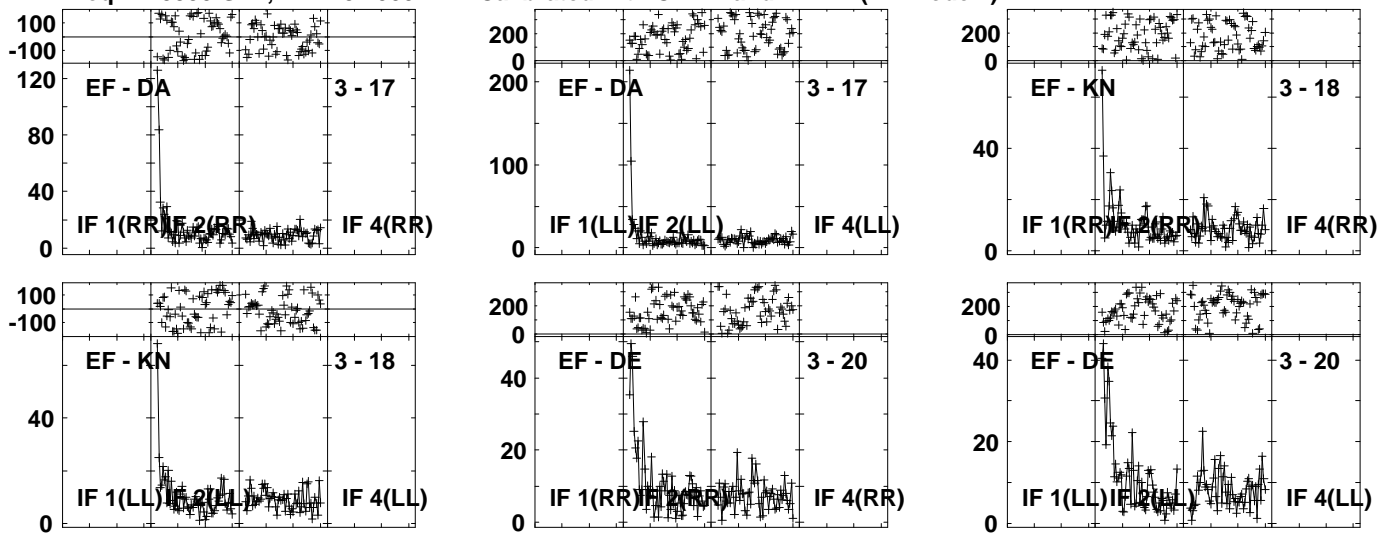 100
-100
120
80
40
0
EF - DA
3 - 17
IF 1(RR)
IF 2(RR)
IF 4(RR)
200
0
200
100
0
EF - DA
3 - 17
IF 1(LL)
IF 2(LL)
IF 4(LL)
200
0
40
0
EF - KN
3 - 18
IF 1(RR)
IF 2(RR)
IF 4(RR)
100
-100
40
0
EF - KN
3 - 18
IF 1(LL)
IF 2(LL)
IF 4(LL)
200
0
40
20
0
EF - DE
3 - 20
IF 1(RR)
IF 2(RR)
IF 4(RR)
200
0
40
20
0
EF - DE
3 - 20
IF 1(LL)
IF 2(LL)
IF 4(LL)